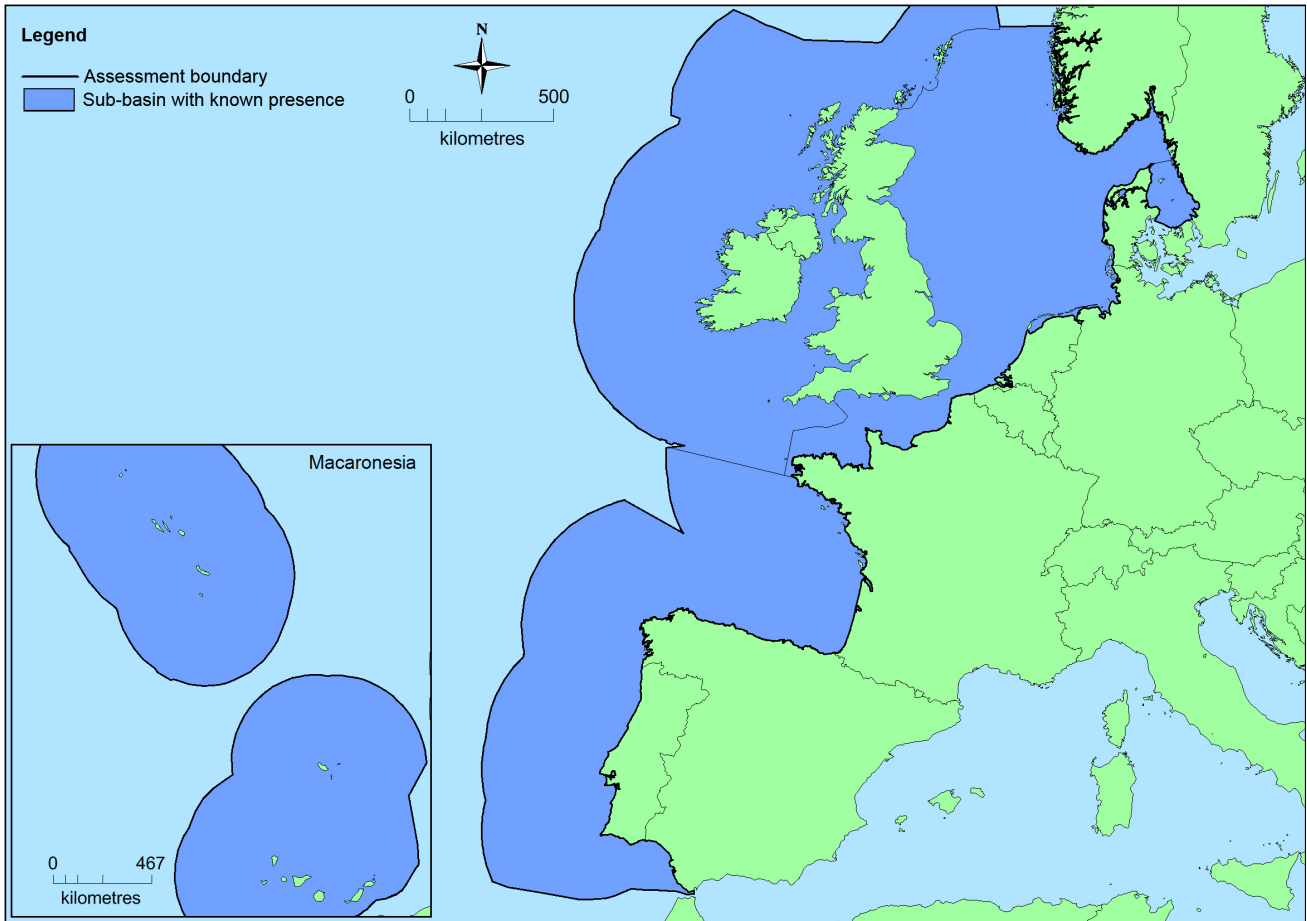 Legend
Assessment boundary
Sub-basin with known presence
N
0 500
kilometres
Macaronesia
0 467
kilometres